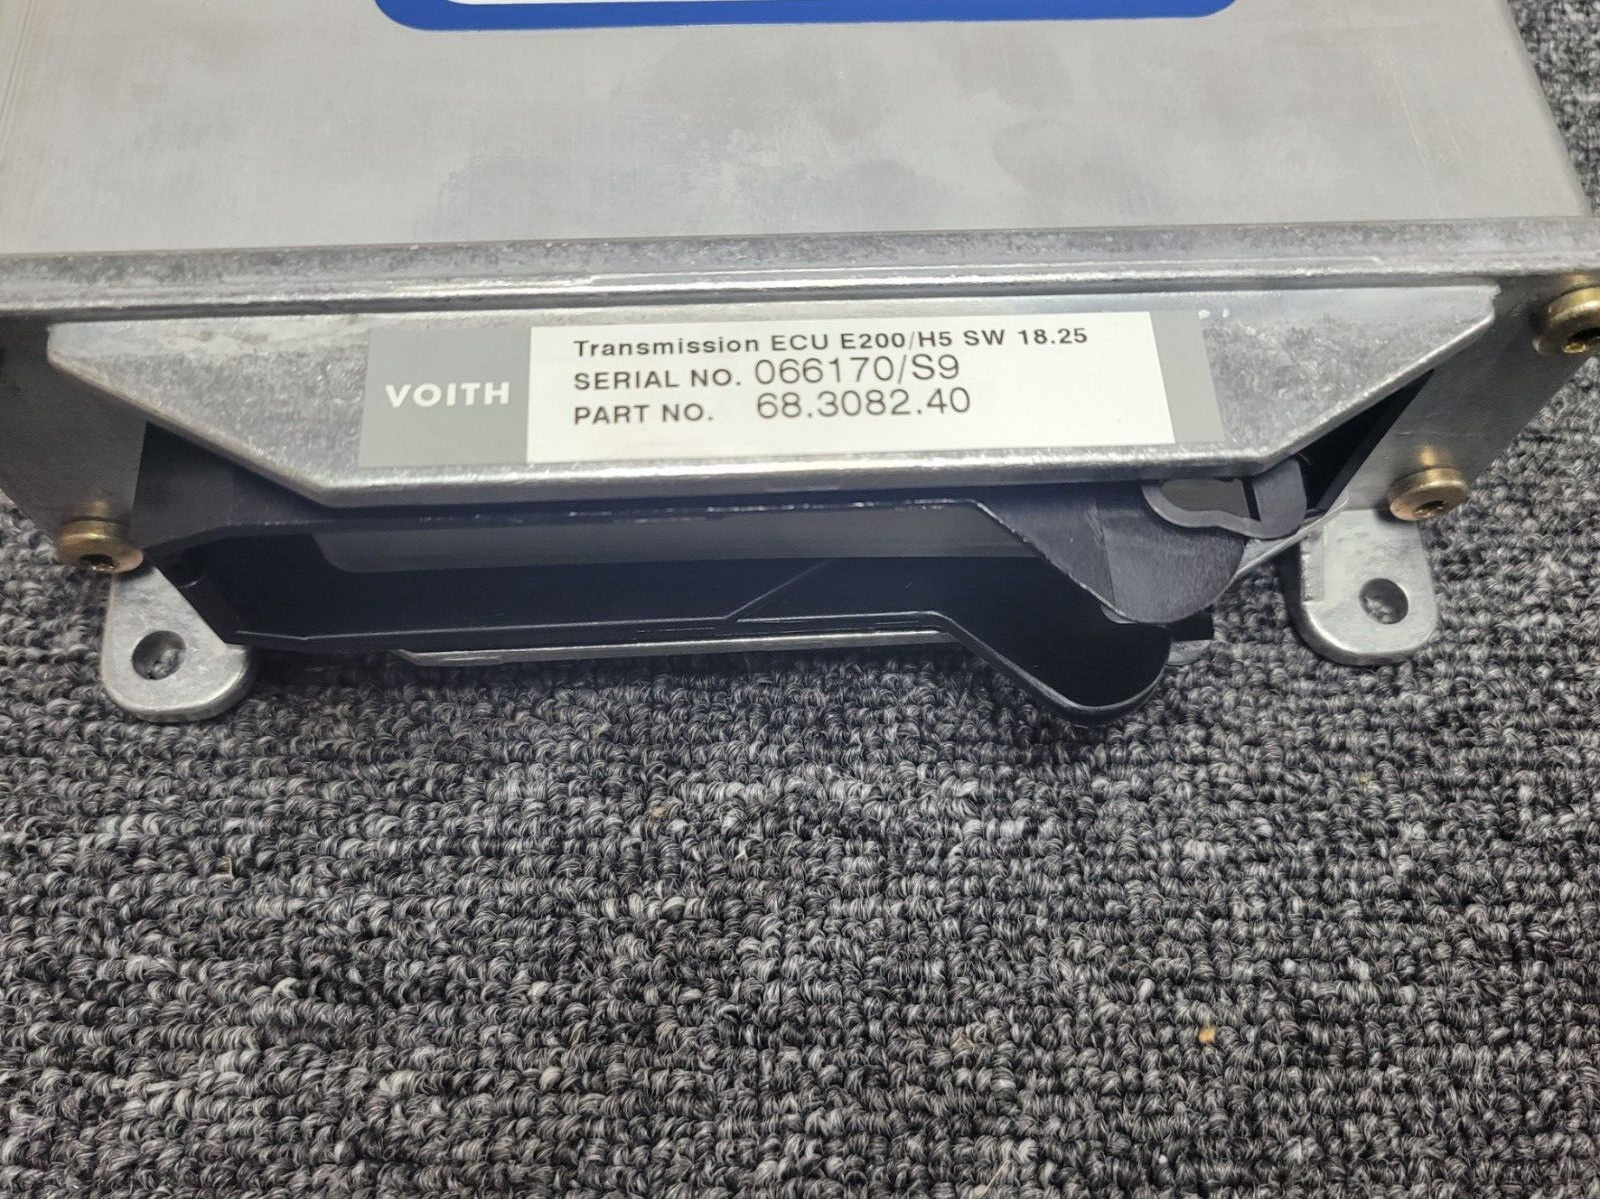 VOITH
Transmission ECU E200/H5 SW 18.25
SERIAL NO. 066170/S9
PART NO. 68.3082.40